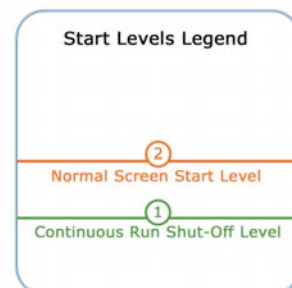 Start Levels Legend
2
Normal Screen Start Level
1
Continuous Run Shut-Off Level